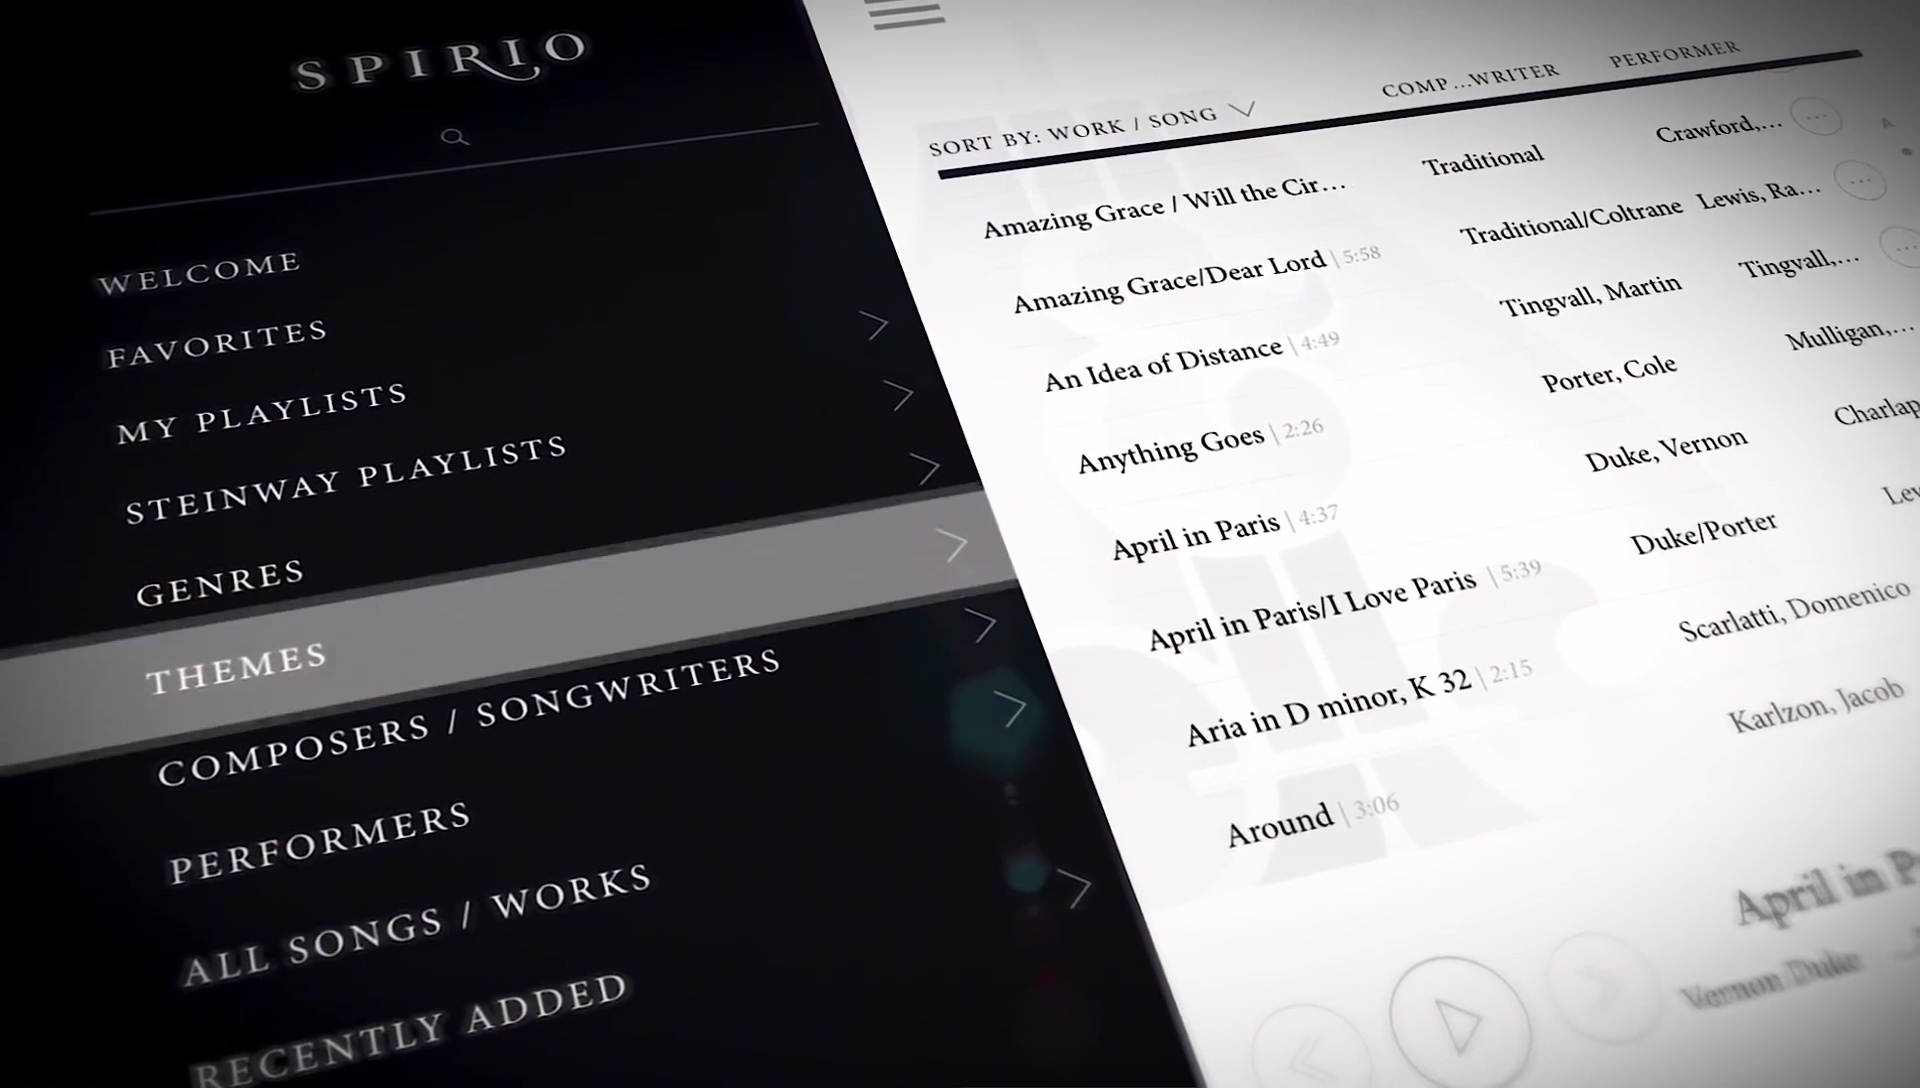 SPIRIO
WELCOME
FAVORITES
MY PLAYLISTS
STEINWAY PLAYLISTS
GENRES
THEMES
COMPOSERS / SONGWRITERS
PERFORMERS
ALL SONGS / WORKS
RECENTLY ADDED
SORT BY: WORK / SONG COMP...WRITER PERFORMER
Amazing Grace / Will the Cir... Traditional Crawford,...
Amazing Grace/Dear Lord | 5:58 Traditional/Coltrane Lewis, Ra...
An Idea of Distance | 4:49 Tingvall, Martin Tingvall,...
Anything Goes | 2:26 Porter, Cole Mulligan,...
April in Paris | 4:37 Duke, Vernon Charlap
April in Paris/I Love Paris | 5:39 Duke/Porter
Aria in D minor, K 32 | 2:15 Scarlatti, Domenico
Around | 3:06 Karlzon, Jacob
A
April in
Vernon Duke